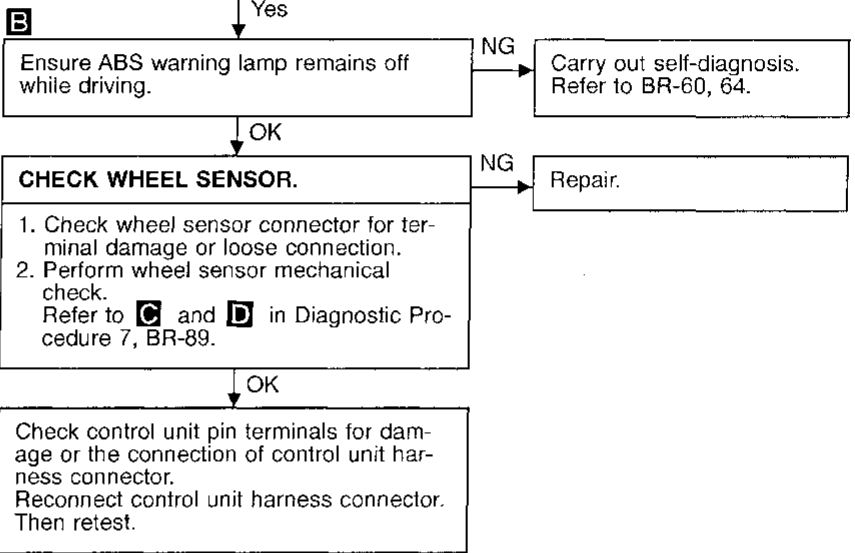 Yes
B
Ensure ABS warning lamp remains off
while driving.
NG
Carry out self-diagnosis.
Refer to BR-60, 64.
OK
CHECK WHEEL SENSOR.
NG
Repair.
1. Check wheel sensor connector for ter-
minal damage or loose connection.
2. Perform wheel sensor mechanical
check.
Refer to C and D in Diagnostic Pro-
cedure 7, BR-89.
OK
Check control unit pin terminals for dam-
age or the connection of control unit har-
ness connector.
Reconnect control unit harness connector.
Then retest.